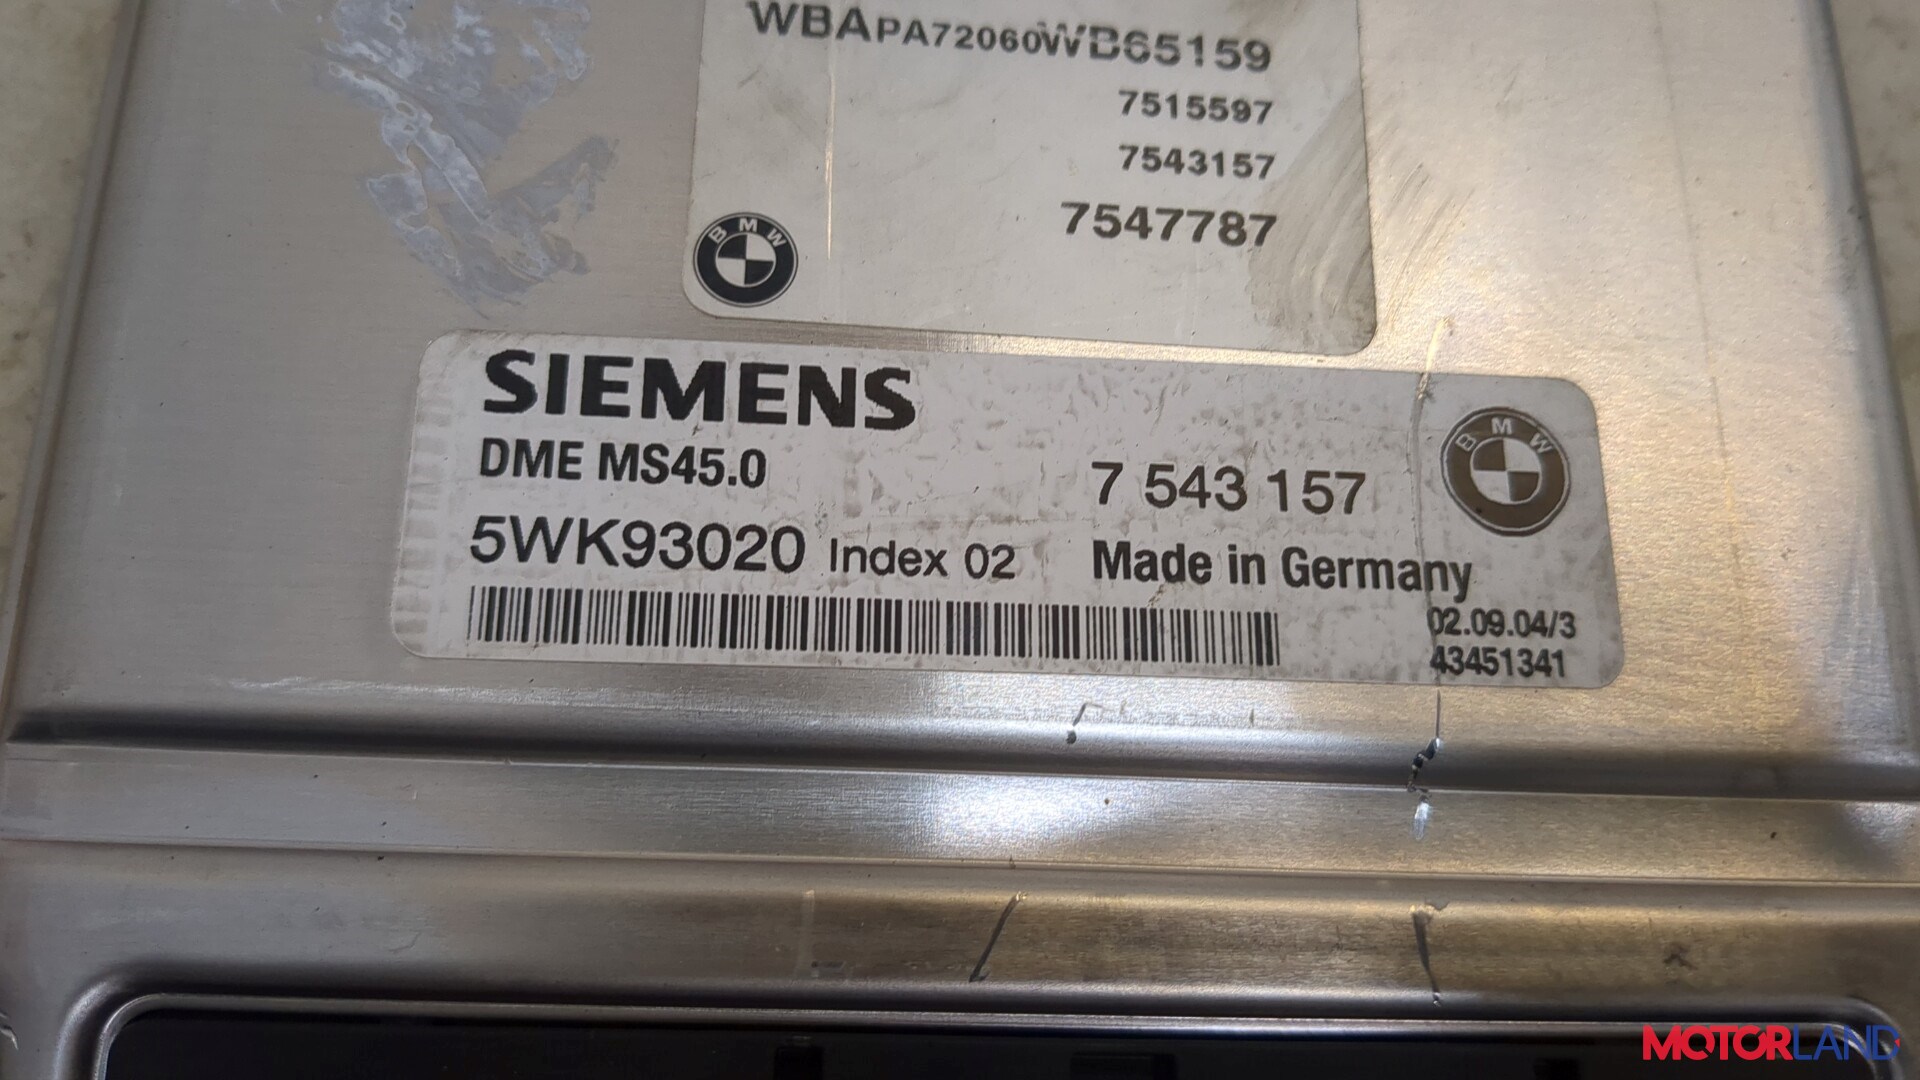 WBAPA72060WB65159
7515597
7543157
7547787
BMW
SIEMENS
DME MS45.0
7 543 157
BMW
5WK93020 Index 02
Made in Germany
02.09.04/3
43451341
MOTORLAND